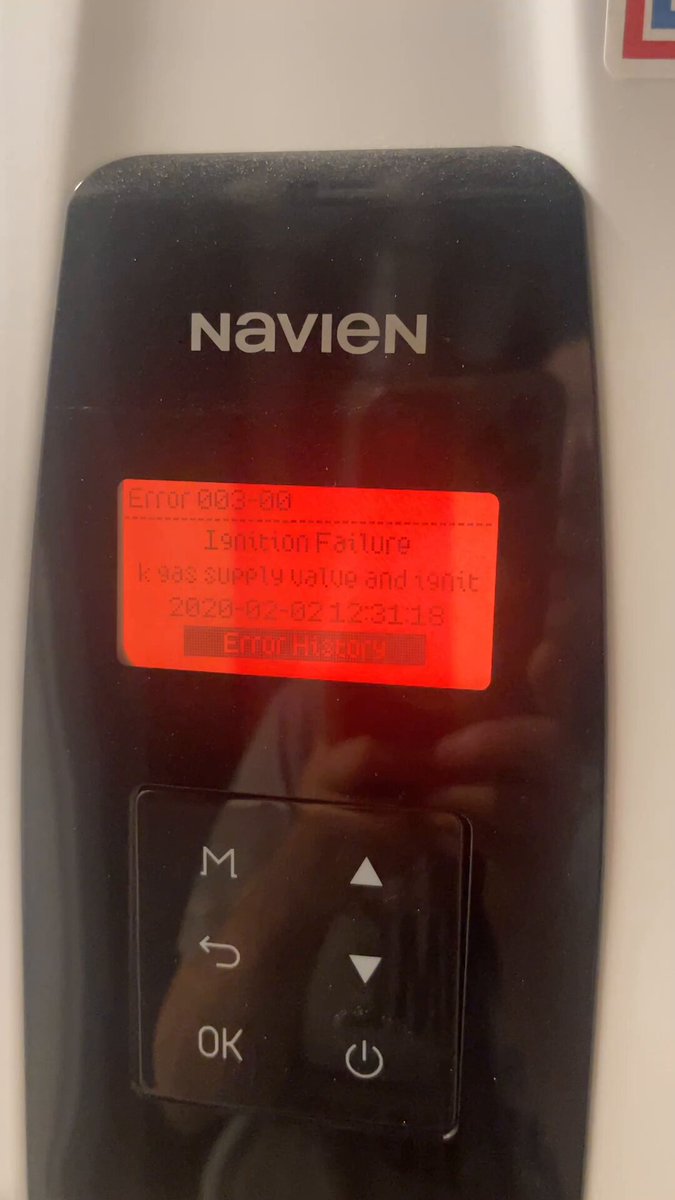 NAVIEN
Error 003-00
Ignition Failure
k gas supply valve and ignit
2020-02-02 12:31:18
Error History
M
OK